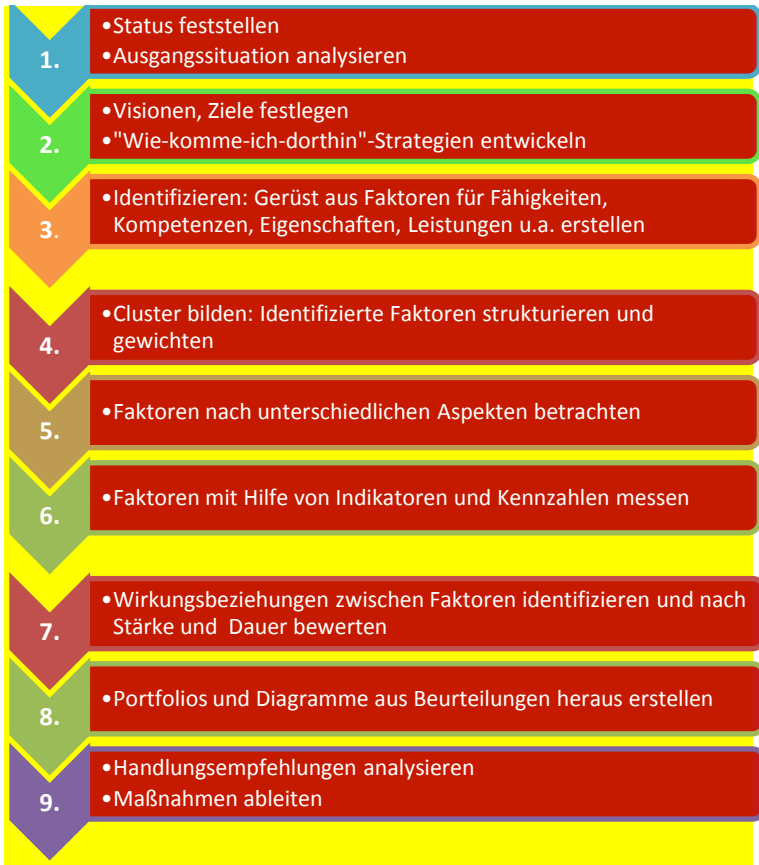 1.
•Status feststellen
•Ausgangssituation analysieren
2.
•Visionen, Ziele festlegen
•"Wie-komme-ich-dorthin"-Strategien entwickeln
3.
•Identifizieren: Gerüst aus Faktoren für Fähigkeiten,
Kompetenzen, Eigenschaften, Leistungen u.a. erstellen
4.
•Cluster bilden: Identifizierte Faktoren strukturieren und
gewichten
5.
•Faktoren nach unterschiedlichen Aspekten betrachten
6.
•Faktoren mit Hilfe von Indikatoren und Kennzahlen messen
7.
•Wirkungsbeziehungen zwischen Faktoren identifizieren und nach
Stärke und Dauer bewerten
8.
•Portfolios und Diagramme aus Beurteilungen heraus erstellen
9.
•Handlungsempfehlungen analysieren
•Maßnahmen ableiten